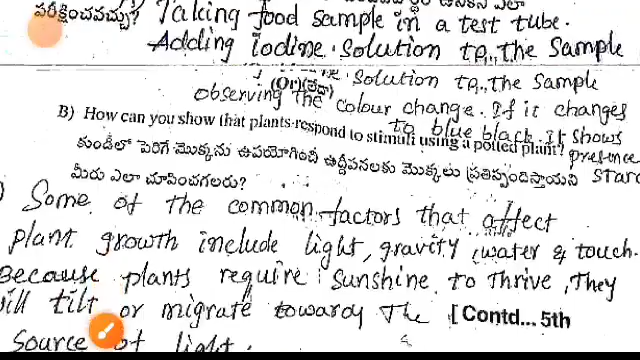 పరీక్షించవచ్చు? Taking food sample in a test tube.
Adding Iodine Solution to the Sample
Solution to the Sample
(Or)(లేదా)
observing the colour change. If it changes
to blue black. It shows
B) How can you show that plants respond to stimuli using a potted plant? presence
కుండీలో పెరిగే మొక్కను ఉపయోగించి ఉద్దీపనలకు మొక్కలు ప్రతిస్పందిస్తాయని starc
మీరు ఎలా చూపించగలరు?
Some of the common factors that affect
plant growth include light, gravity, water & touch.
Because plants require sunshine to thrive, They
ill tilt or migrate towards the [Contd... 5th
Source of light.